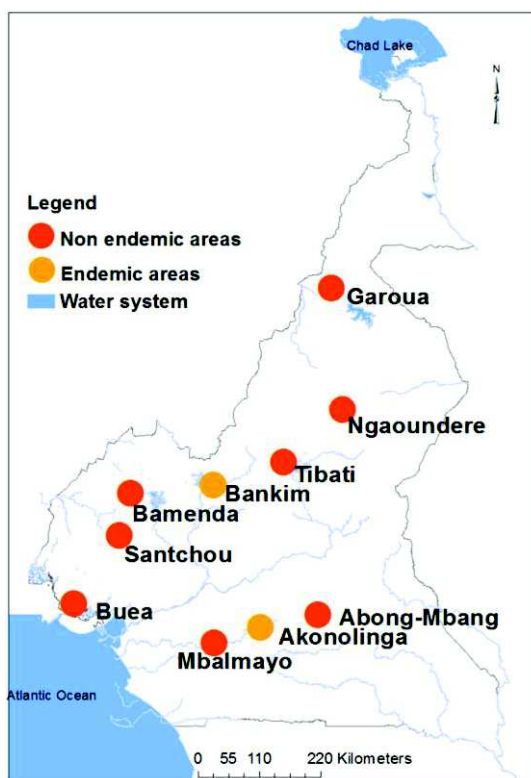 Chad Lake
N
Legend
Non endemic areas
Endemic areas
Water system
Garoua
Ngaoundere
Tibati
Bankim
Bamenda
Santchou
Buea
Abong-Mbang
Akonolinga
Mbalmayo
Atlantic Ocean
0 55 110 220 Kilometers